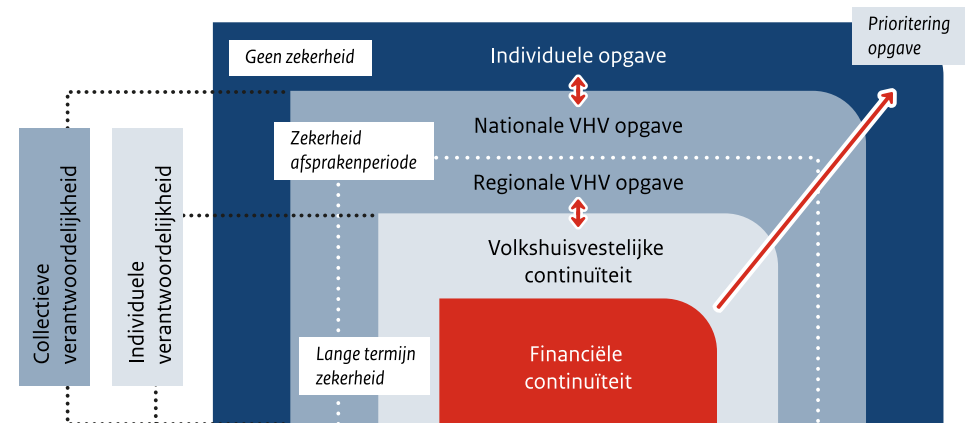 Prioritering
opgave
Geen zekerheid
Individuele opgave
Nationale VHV opgave
Zekerheid
afsprakenperiode
Regionale VHV opgave
Collectieve
verantwoordelijkheid
Individuele
verantwoordelijkheid
Volkshuisvestelijke
continuïteit
Lange termijn
zekerheid
Financiële
continuïteit